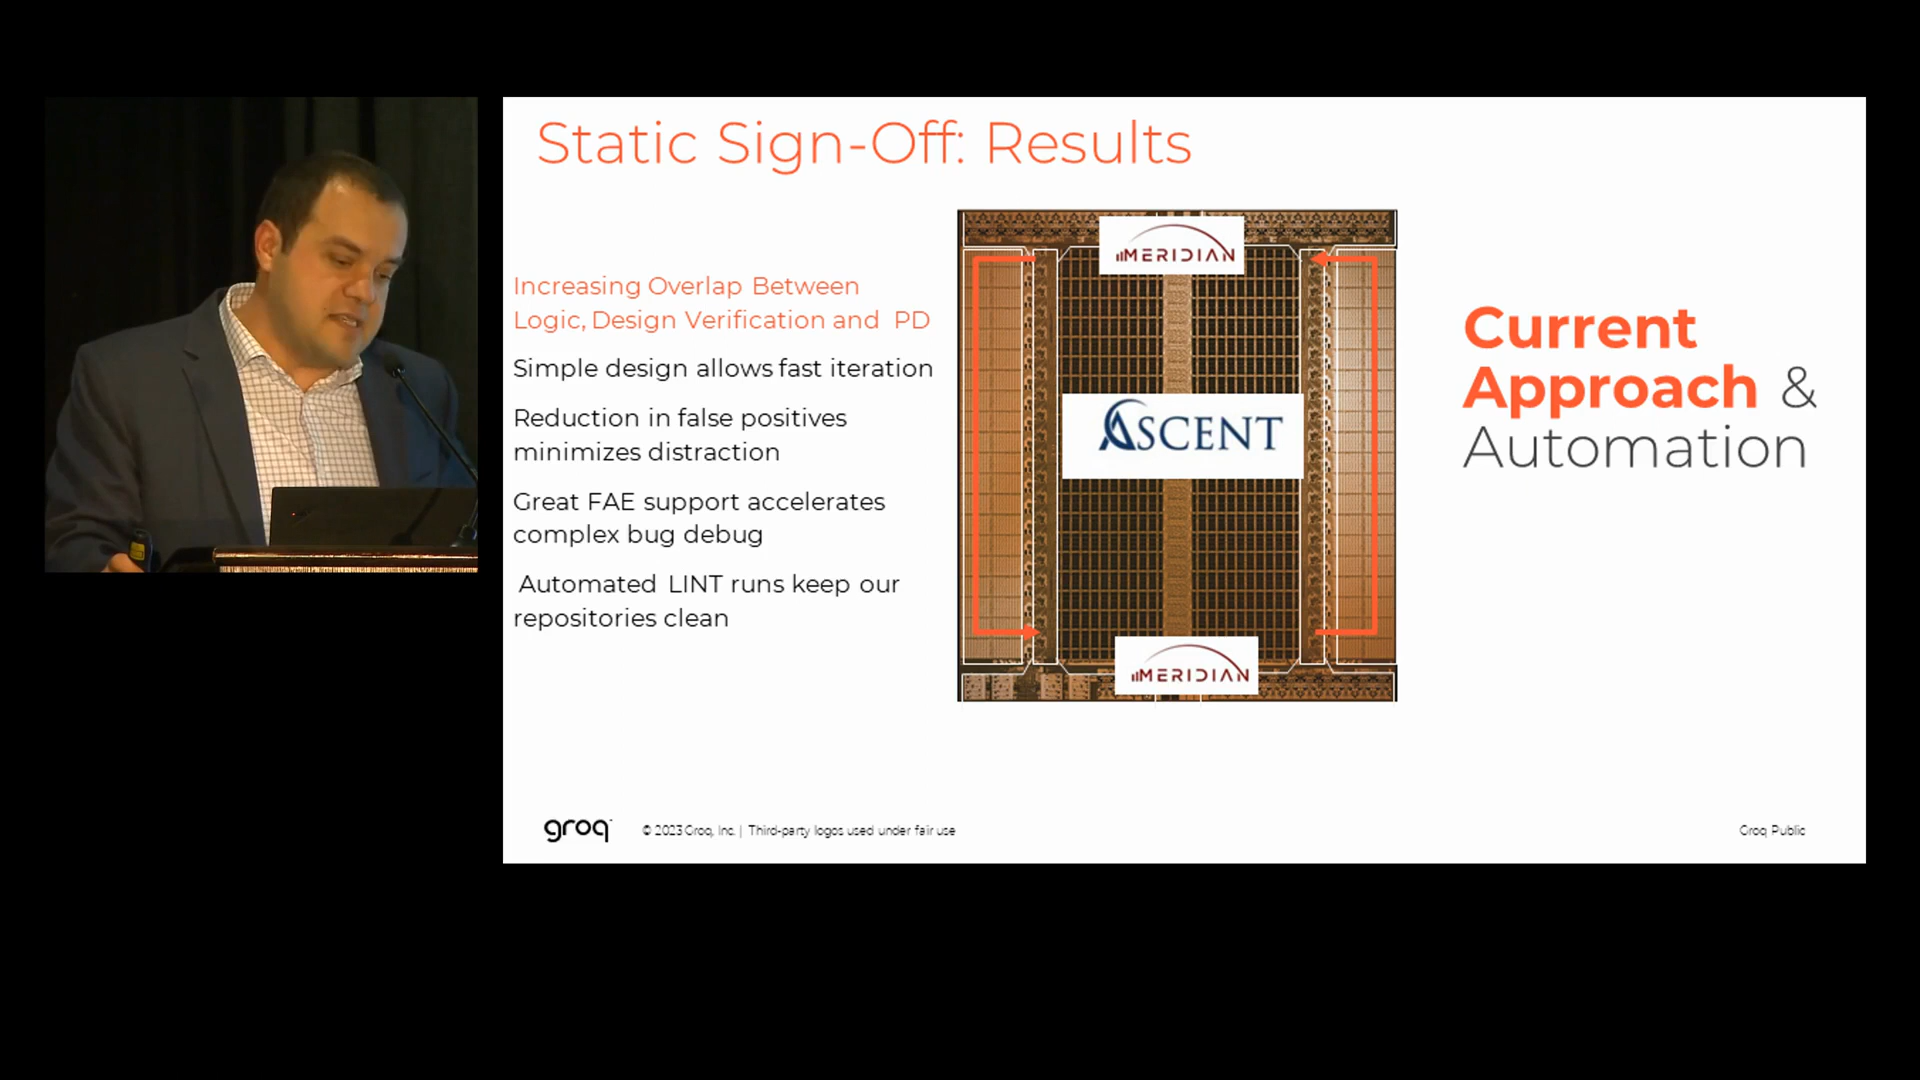 Static Sign-Off: Results
Increasing Overlap Between
Logic, Design Verification and PD
Simple design allows fast iteration
Reduction in false positives
minimizes distraction
Great FAE support accelerates
complex bug debug
Automated LINT runs keep our
repositories clean
MERIDIAN
ASCENT
MERIDIAN
Current
Approach &
Automation
groq
© 2023 Groq, Inc. | Third-party logos used under fair use
Groq Public